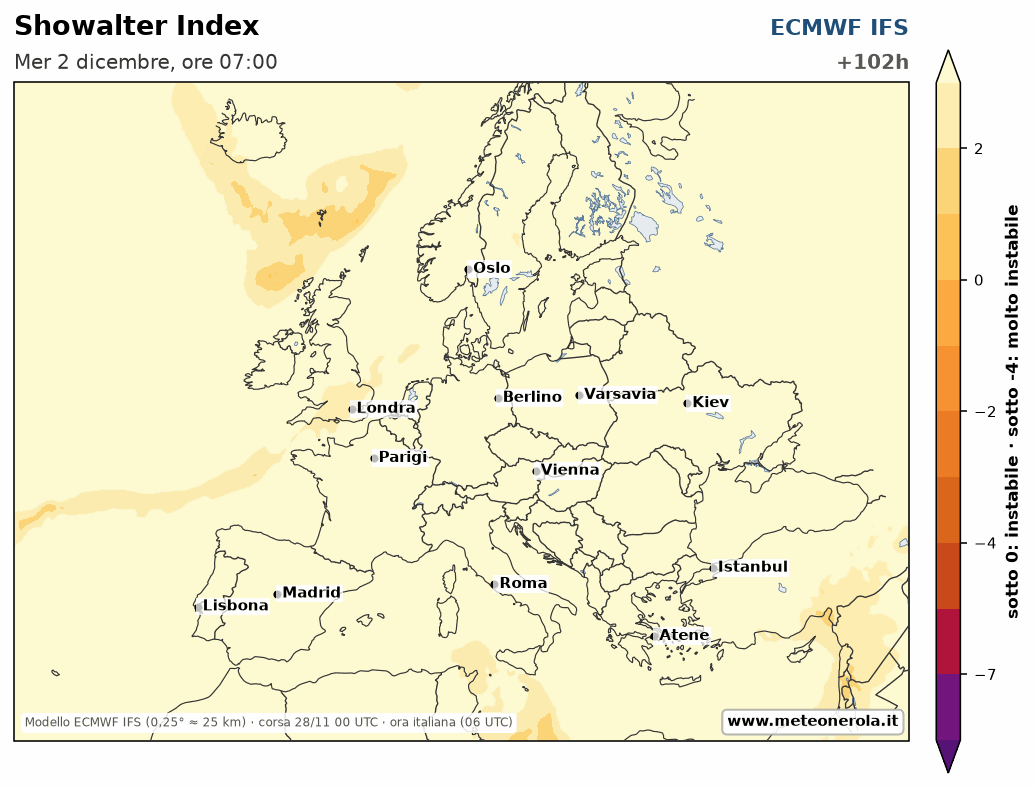 Showalter Index
ECMWF IFS
Mer 2 dicembre, ore 07:00
+102h
Oslo
Londra
Berlino
Varsavia
Kiev
Parigi
Vienna
Istanbul
Roma
Madrid
Lisbona
Atene
2
0
−2
−4
−7
sotto 0: instabile · sotto -4: molto instabile
Modello ECMWF IFS (0,25° ≈ 25 km) · corsa 28/11 00 UTC · ora italiana (06 UTC)
www.meteonerola.it